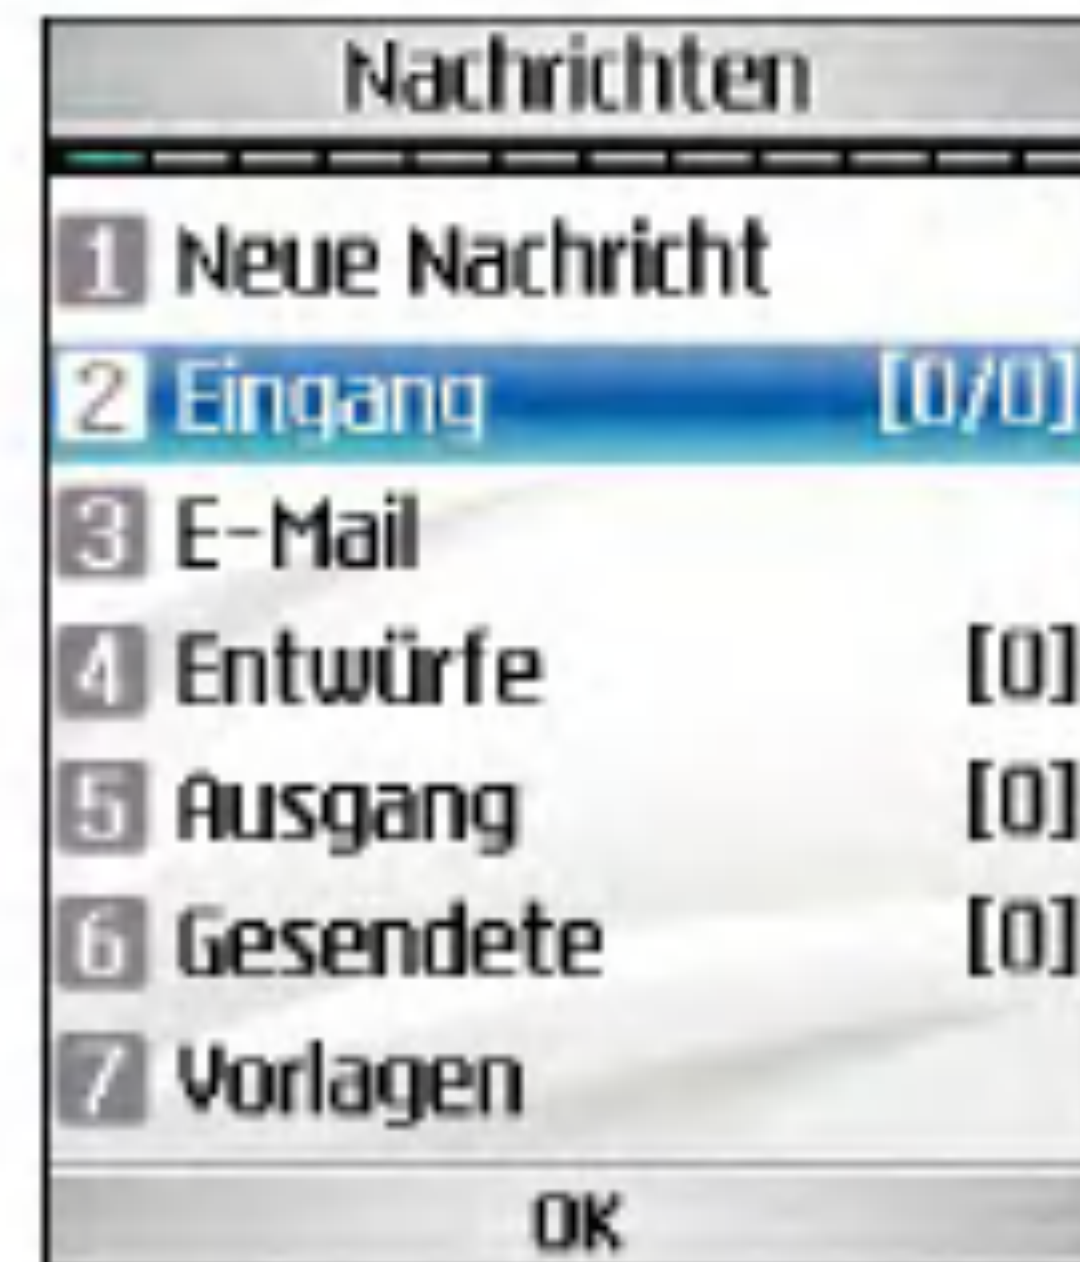 Nachrichten
1 Neue Nachricht
2 Eingang [0/0]
3 E-Mail
4 Entwürfe [0]
5 Ausgang [0]
6 Gesendete [0]
7 Vorlagen
OK